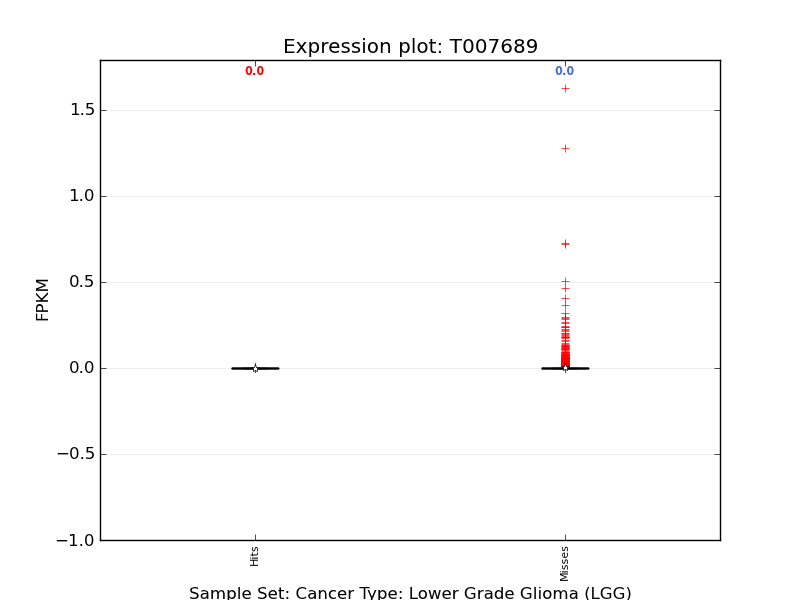 Expression plot: T007689
0.0
0.0
1.5
1.0
0.5
0.0
−0.5
−1.0
FPKM
Hits
Misses
Sample Set: Cancer Type: Lower Grade Glioma (LGG)